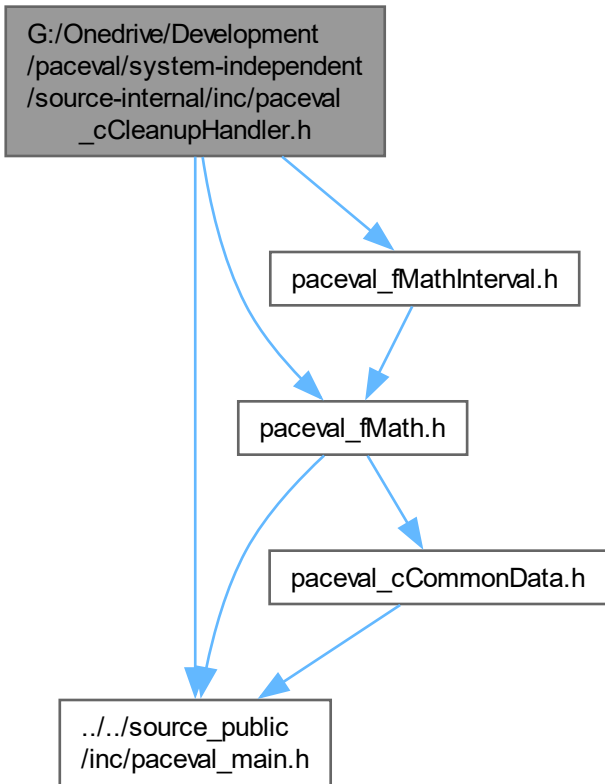 G:/Onedrive/Development
/paceval/system-independent
/source-internal/inc/paceval
_cCleanupHandler.h
paceval_fMathInterval.h
paceval_fMath.h
paceval_cCommonData.h
../../source_public
/inc/paceval_main.h